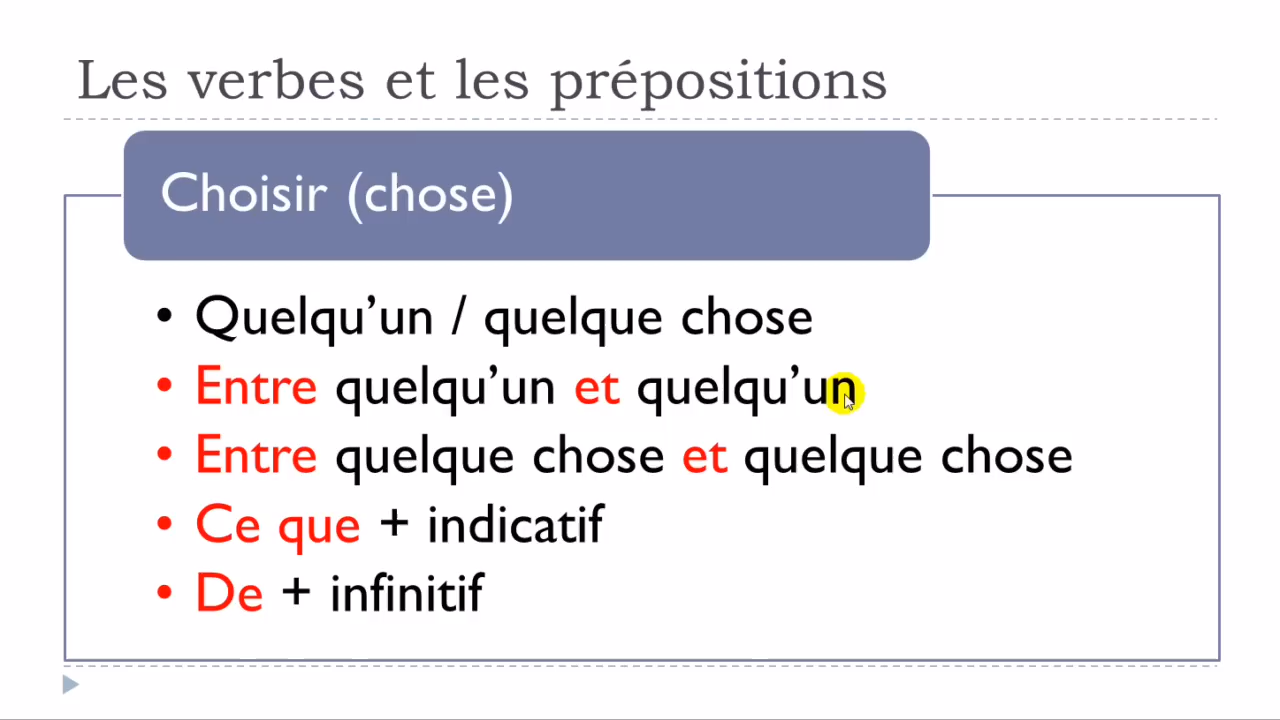 Les verbes et les prépositions
Choisir (chose)
• Quelqu’un / quelque chose
• Entre quelqu’un et quelqu’un
• Entre quelque chose et quelque chose
• Ce que + indicatif
• De + infinitif